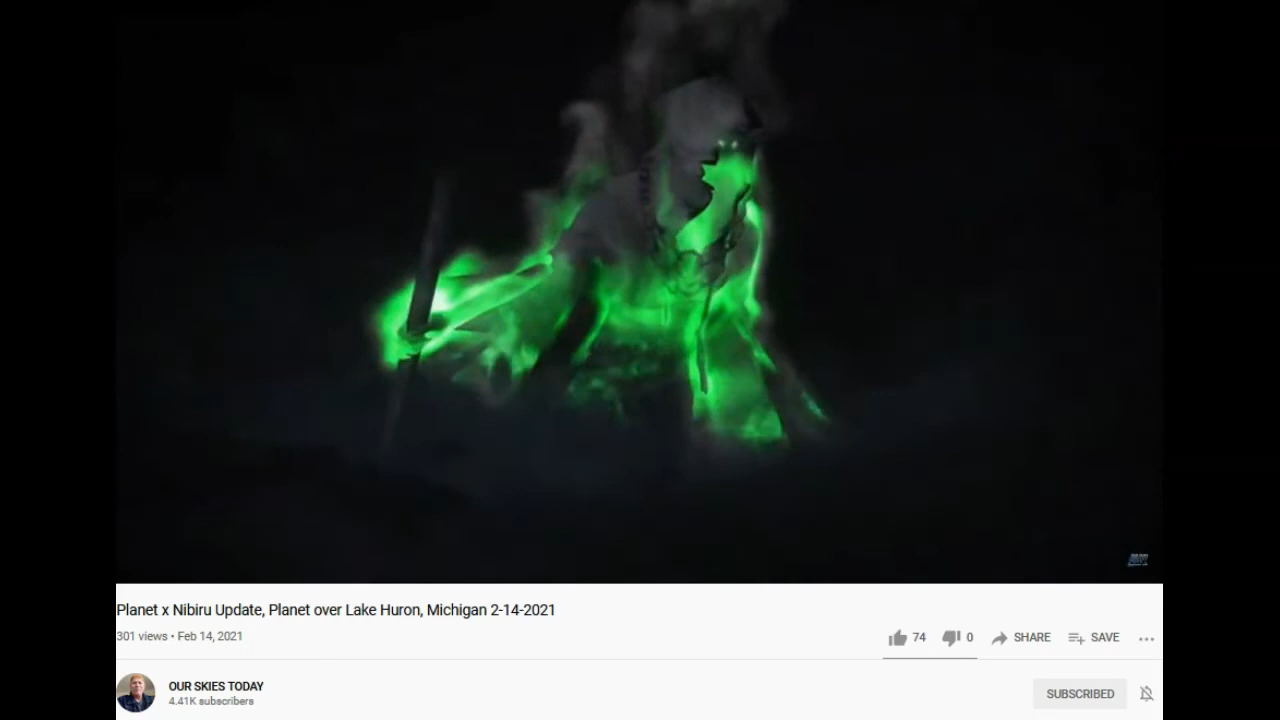 Planet x Nibiru Update, Planet over Lake Huron, Michigan 2-14-2021
301 views • Feb 14, 2021
74 0 SHARE SAVE
OUR SKIES TODAY
4.41K subscribers
SUBSCRIBED